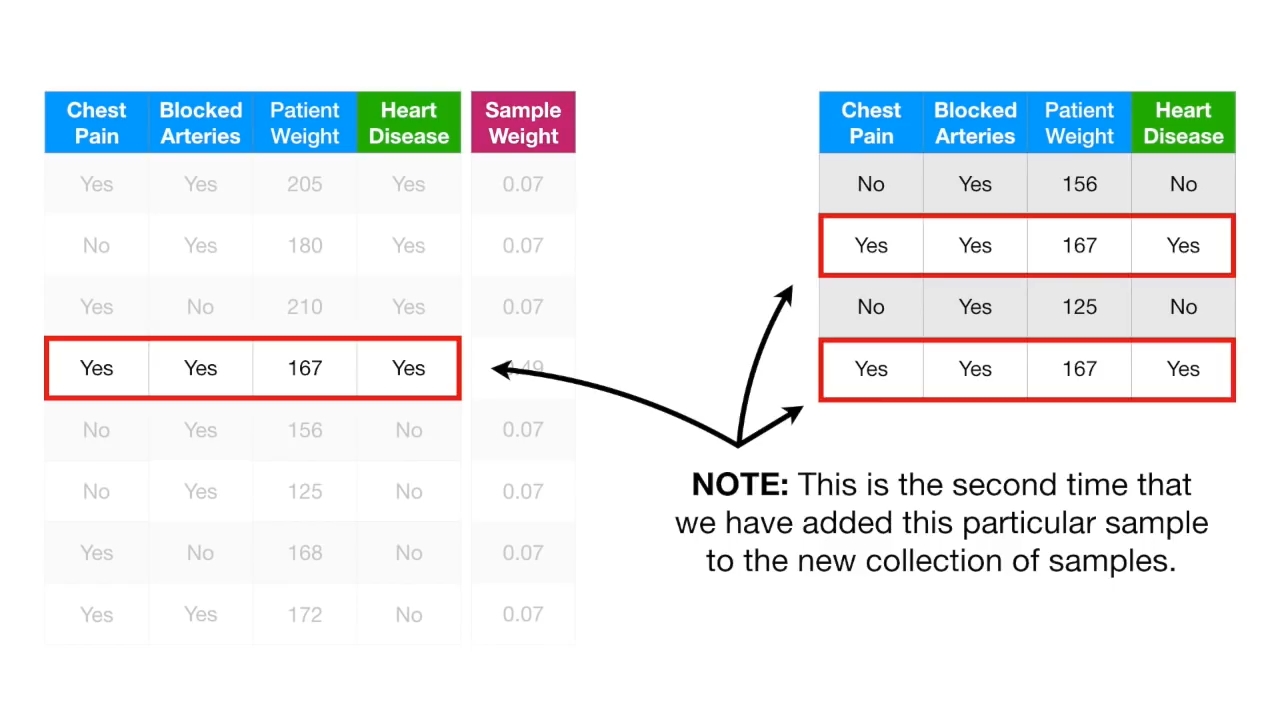 Chest Pain Blocked Arteries Patient Weight Heart Disease Sample Weight
Yes Yes 205 Yes 0.07
No Yes 180 Yes 0.07
Yes No 210 Yes 0.07
Yes Yes 167 Yes
No Yes 156 No 0.07
No Yes 125 No 0.07
Yes No 168 No 0.07
Yes Yes 172 No 0.07
Chest Pain Blocked Arteries Patient Weight Heart Disease
No Yes 156 No
Yes Yes 167 Yes
No Yes 125 No
Yes Yes 167 Yes
NOTE: This is the second time that
we have added this particular sample
to the new collection of samples.